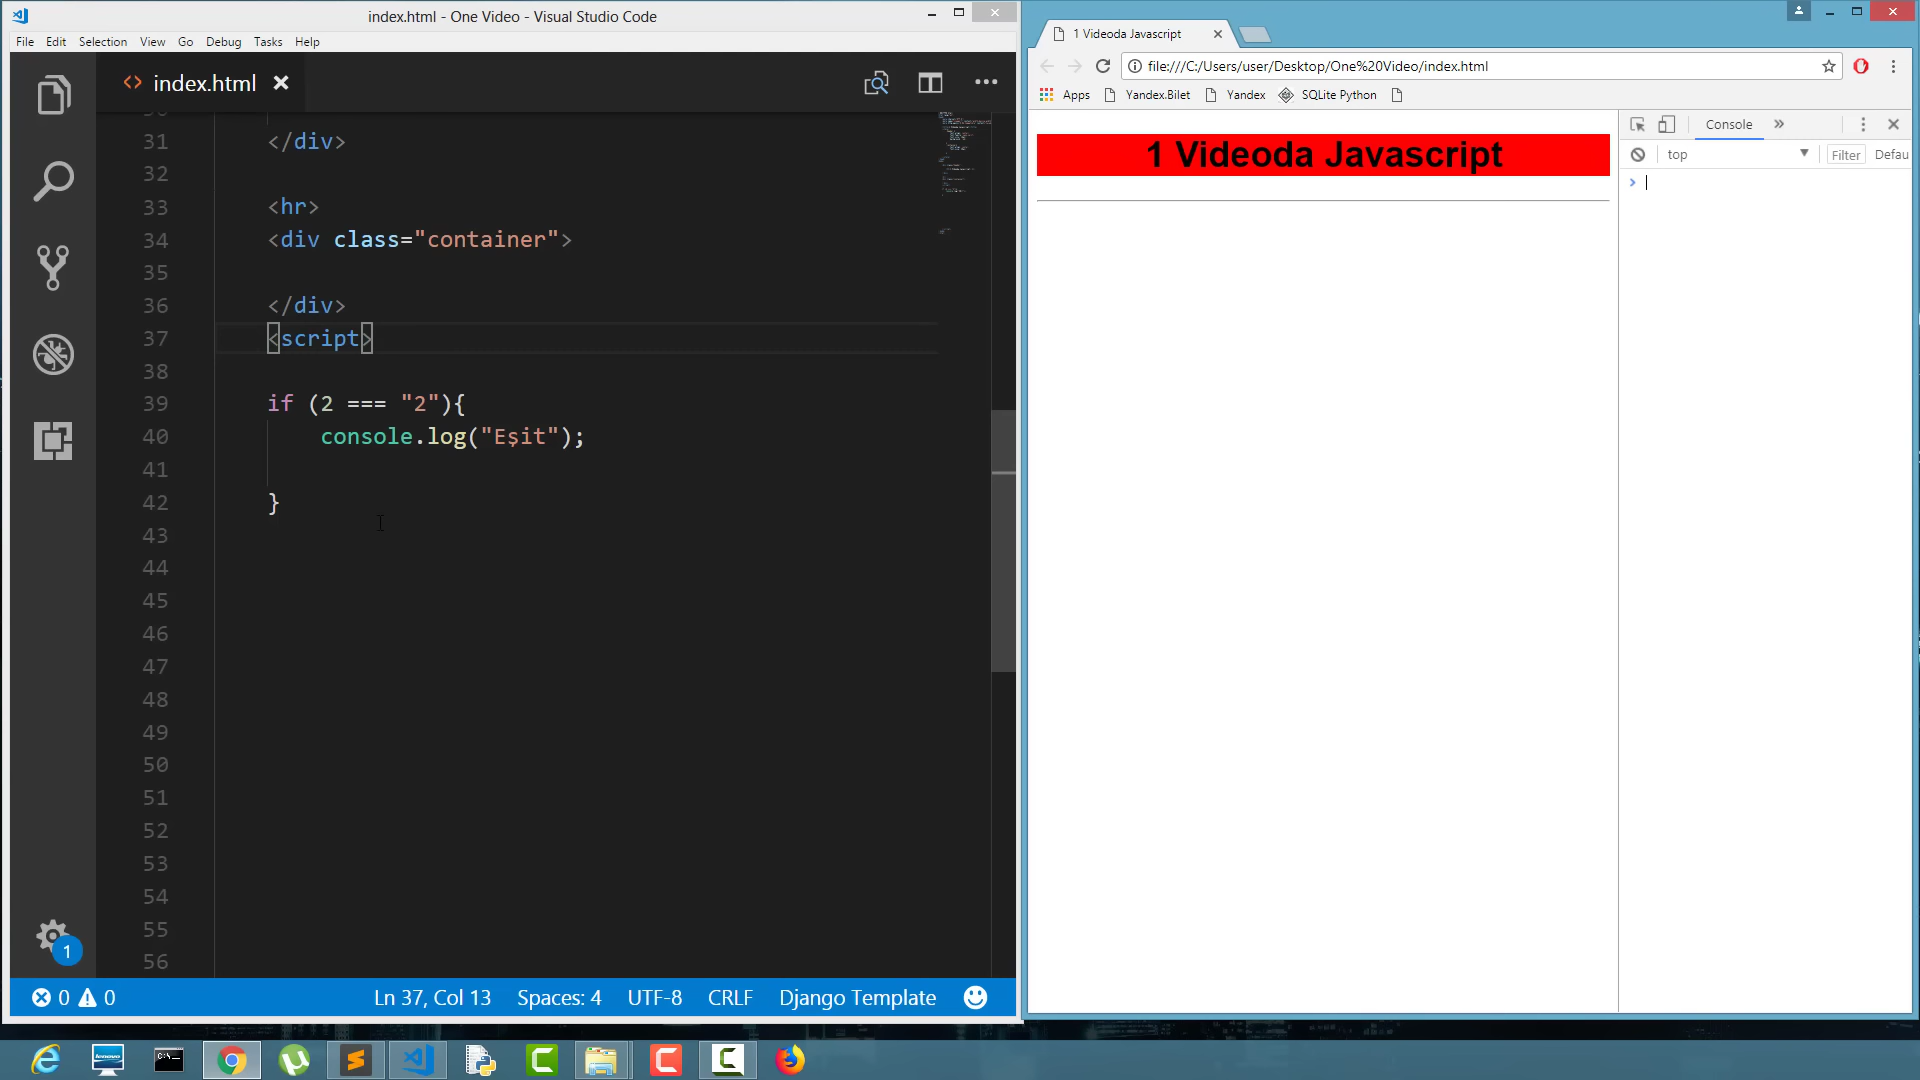 index.html - One Video - Visual Studio Code
File Edit Selection View Go Debug Tasks Help
index.html
31 </div>
32
33 <hr>
34 <div class="container">
35
36 </div>
37 <script>
38
39 if (2 === "2"){
40 console.log("Eşit");
41
42 }
43
44
45
46
47
48
49
50
51
52
53
54
55
56
1
0 0 Ln 37, Col 13 Spaces: 4 UTF-8 CRLF Django Template
1 Videoda Javascript
file:///C:/Users/user/Desktop/One%20Video/index.html
Apps Yandex.Bilet Yandex SQLite Python
1 Videoda Javascript
Console
top Filter Defau